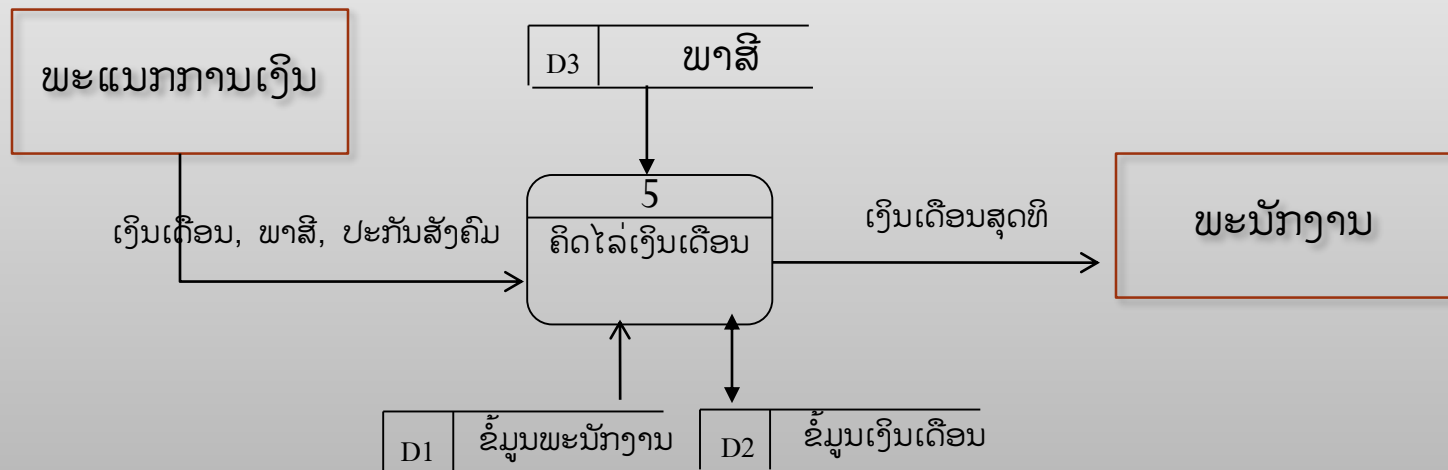 ພະແນກການເງິນ
D3 ພາສີ
5
ຄິດໄລ່ເງິນເດືອນ
ເງິນເດືອນ, ພາສີ, ປະກັນສັງຄົມ
ເງິນເດືອນສຸດທິ
ພະນັກງານ
D1 ຂໍ້ມູນພະນັກງານ
D2 ຂໍ້ມູນເງິນເດືອນ